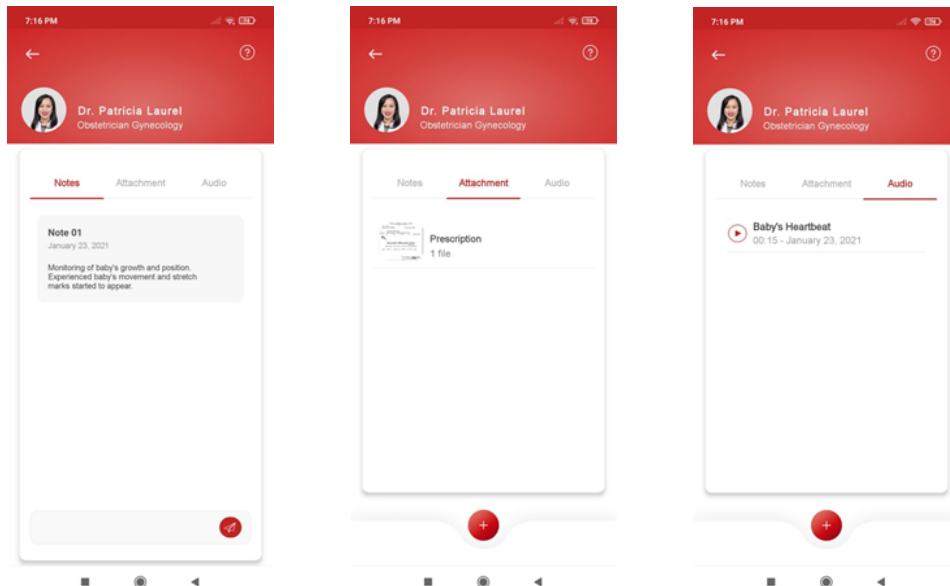 7:16 PM
74
?
Dr. Patricia Laurel
Obstetrician Gynecology
Notes Attachment Audio
Note 01
January 23, 2021
Monitoring of baby's growth and position.
Experienced baby's movement and stretch
marks started to appear.
7:16 PM
74
?
Dr. Patricia Laurel
Obstetrician Gynecology
Notes Attachment Audio
Prescription
1 file
+
7:16 PM
74
?
Dr. Patricia Laurel
Obstetrician Gynecology
Notes Attachment Audio
Baby's Heartbeat
00:15 - January 23, 2021
+